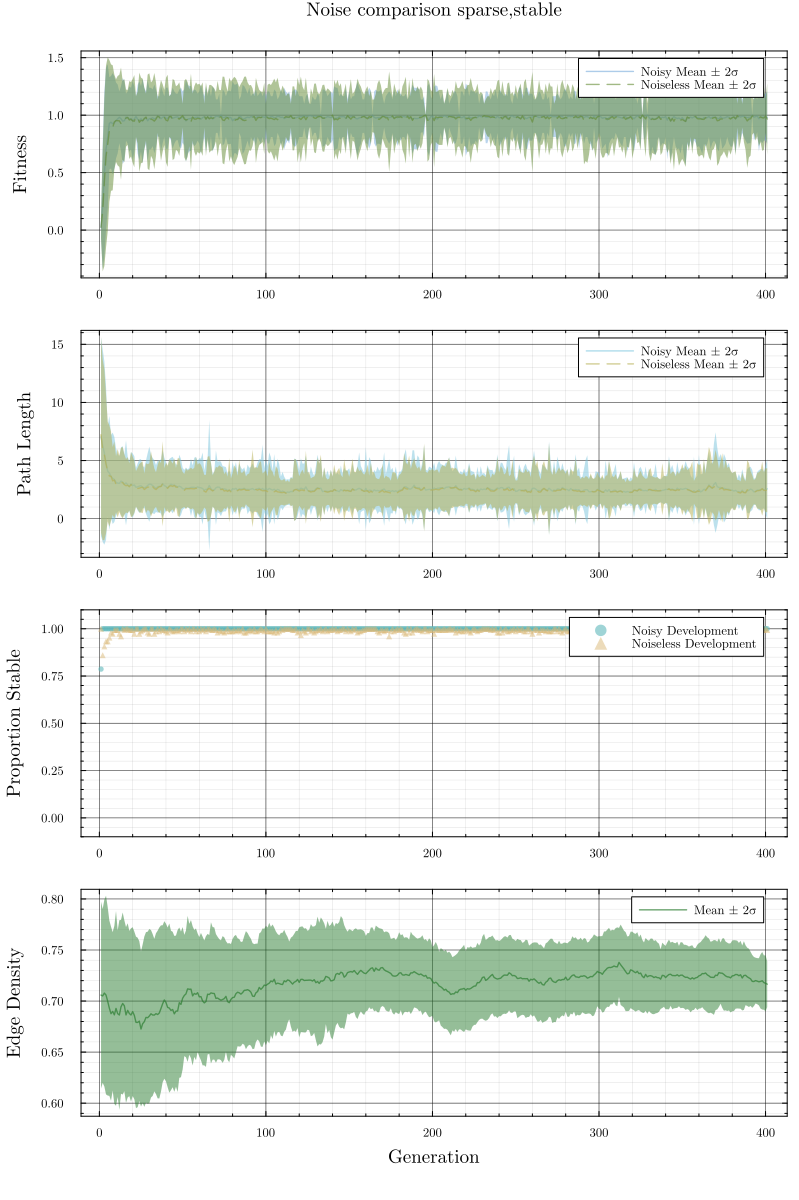 Noise comparison sparse,stable
1.5
1.0
0.5
0.0
Fitness
Noisy Mean ± 2σ
Noiseless Mean ± 2σ
0 100 200 300 400
15
10
5
0
Path Length
Noisy Mean ± 2σ
Noiseless Mean ± 2σ
0 100 200 300 400
1.00
0.75
0.50
0.25
0.00
Proportion Stable
Noisy Development
Noiseless Development
0 100 200 300 400
0.80
0.75
0.70
0.65
0.60
Edge Density
Mean ± 2σ
0 100 200 300 400
Generation